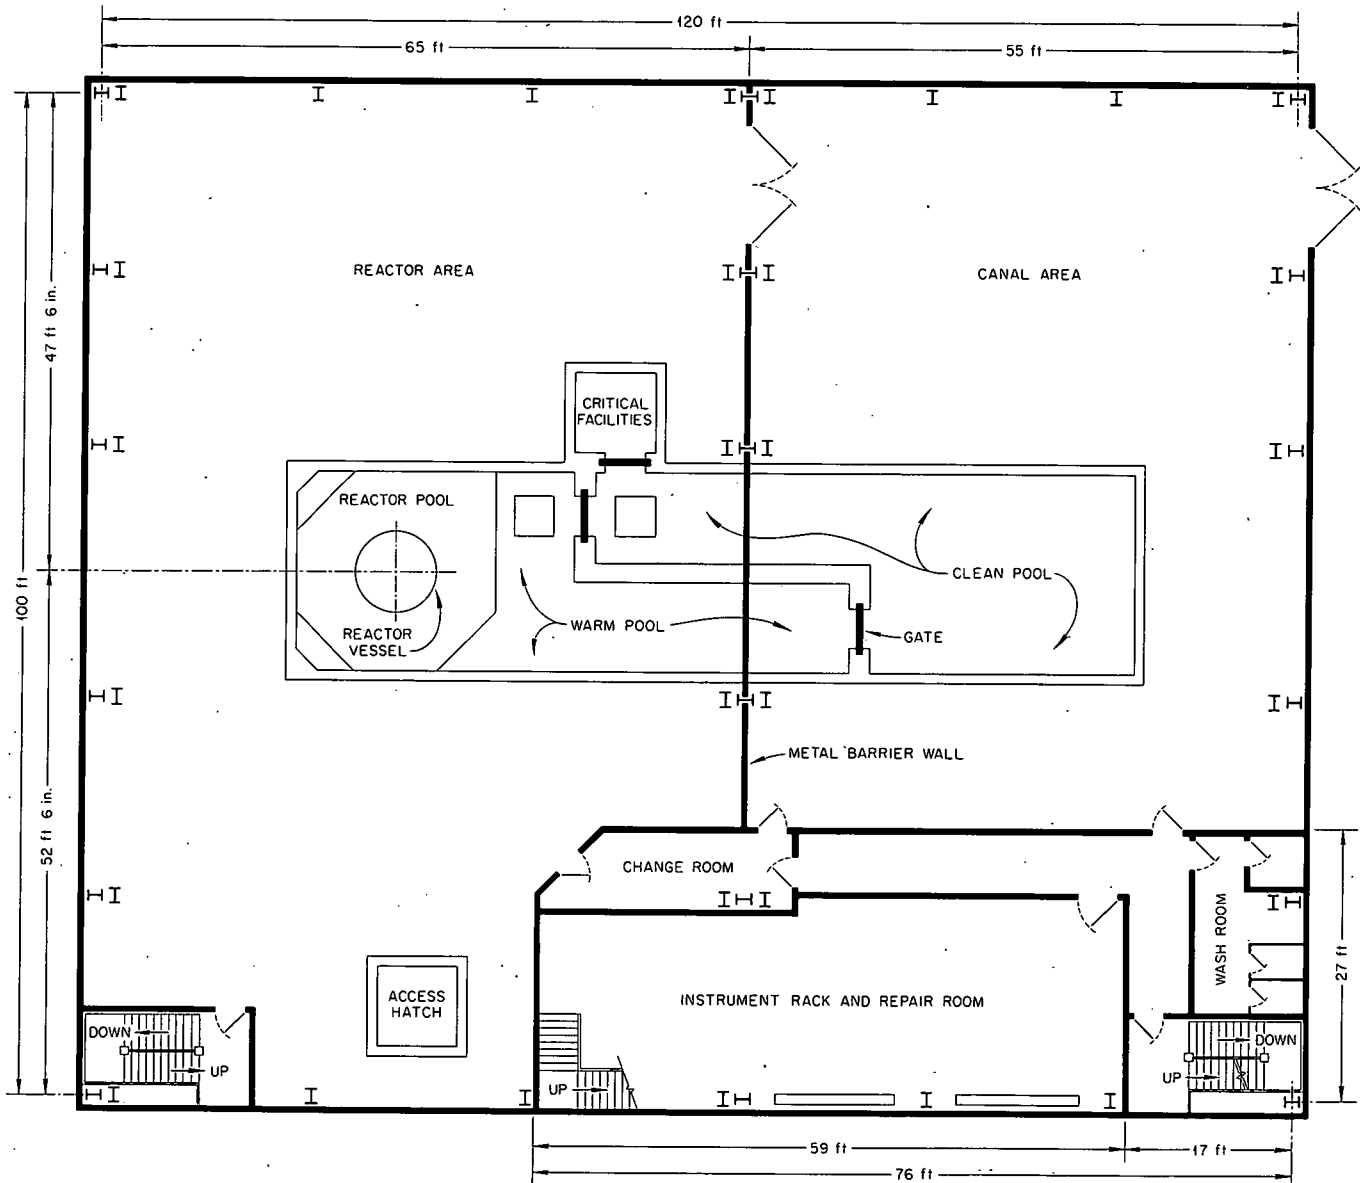 120 ft
65 ft
55 ft
REACTOR AREA
CANAL AREA
47 ft 6 in.
CRITICAL
FACILITIES
REACTOR POOL
CLEAN POOL
100 ft
WARM POOL
REACTOR
VESSEL
GATE
METAL BARRIER WALL
52 ft 6 in.
CHANGE ROOM
WASH ROOM
27 ft
ACCESS
HATCH
INSTRUMENT RACK AND REPAIR ROOM
DOWN
UP
UP
DOWN
UP
59 ft
17 ft
76 ft